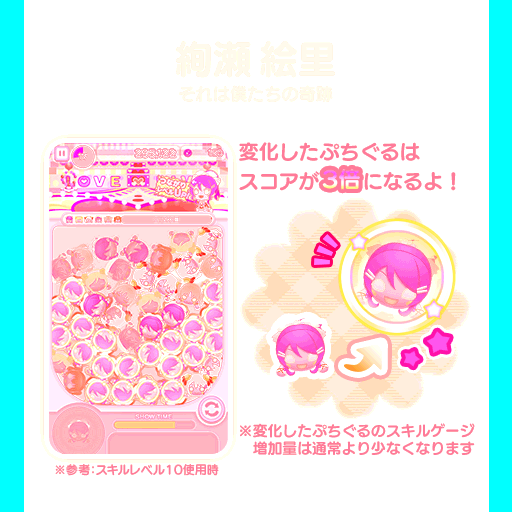 絢瀬 絵里
それは僕たちの奇跡
変化したぷちぐるは
スコアが3倍になるよ！
LOVE
SHOW TIME
※変化したぷちぐるのスキルゲージ
増加量は通常より少なくなります
※参考：スキルレベル10使用時